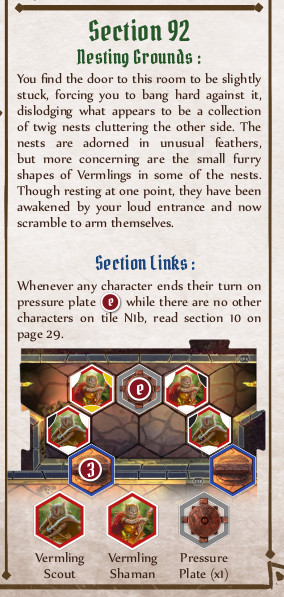 Section 92
Nesting Grounds :
You find the door to this room to be slightly
stuck, forcing you to bang hard against it,
dislodging what appears to be a collection
of twig nests cluttering the other side. The
nests are adorned in unusual feathers,
but more concerning are the small furry
shapes of Vermlings in some of the nests.
Though resting at one point, they have been
awakened by your loud entrance and now
scramble to arm themselves.
Section Links :
Whenever any character ends their turn on
pressure plate e while there are no other
characters on tile N1b, read section 10 on
page 29.
e
3
Vermling Scout
Vermling Shaman
Pressure Plate (x1)